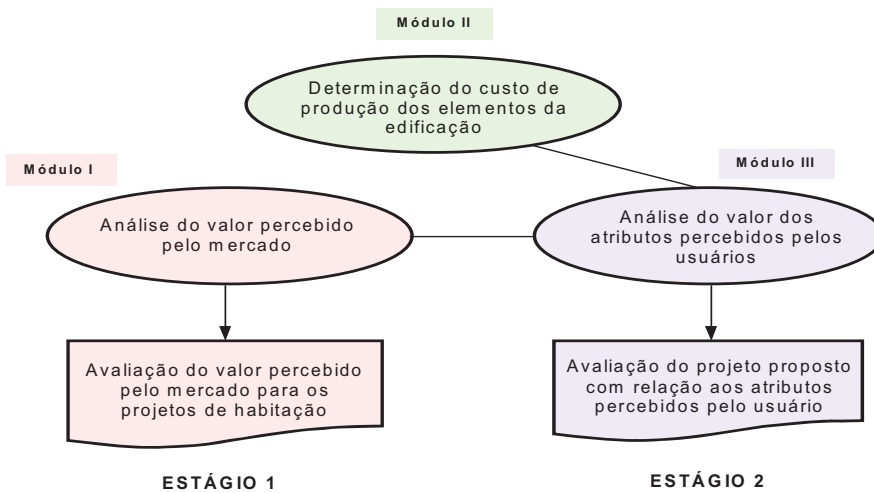 Módulo II
Determinação do custo de
produção dos elementos da
edificação
Módulo I
Módulo III
Análise do valor percebido
pelo mercado
Análise do valor dos
atributos percebidos pelos
usuários
Avaliação do valor percebido
pelo mercado para os
projetos de habitação
Avaliação do projeto proposto
com relação aos atributos
percebidos pelo usuário
ESTÁGIO 1
ESTÁGIO 2